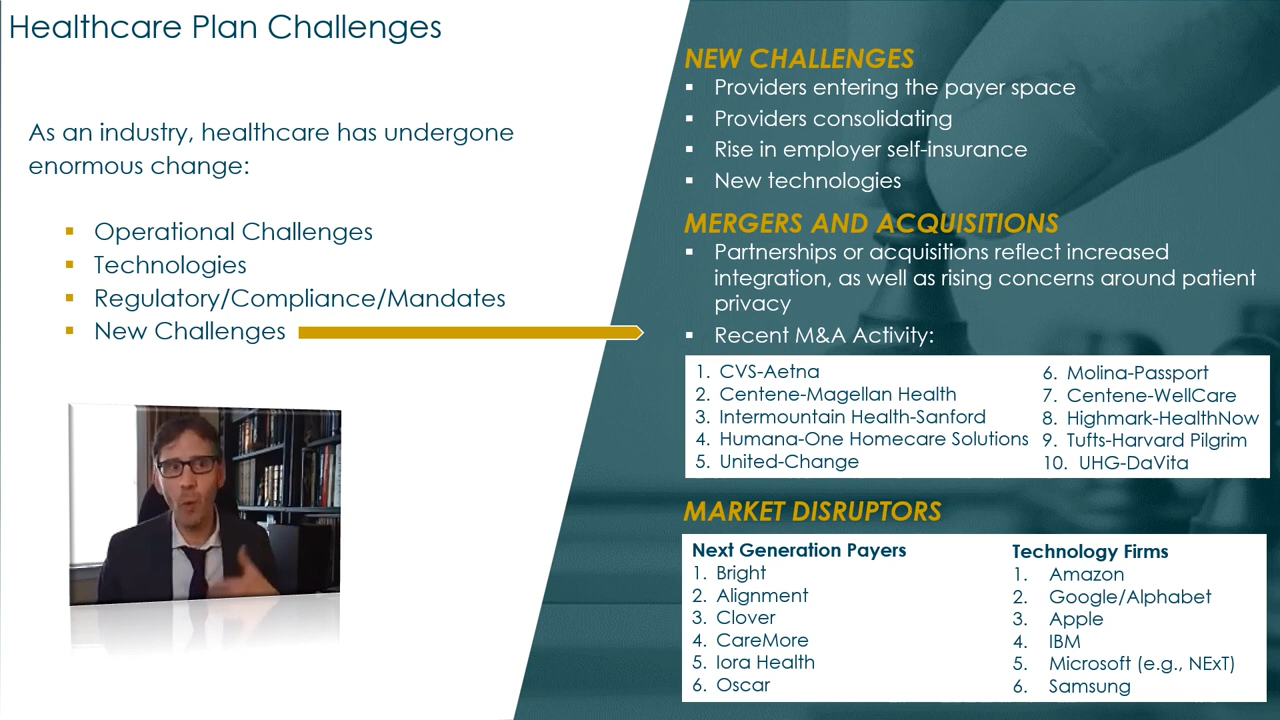 Healthcare Plan Challenges
As an industry, healthcare has undergone
enormous change:
Operational Challenges
Technologies
Regulatory/Compliance/Mandates
New Challenges
NEW CHALLENGES
Providers entering the payer space
Providers consolidating
Rise in employer self-insurance
New technologies
MERGERS AND ACQUISITIONS
Partnerships or acquisitions reflect increased
integration, as well as rising concerns around patient
privacy
Recent M&A Activity:
1. CVS-Aetna
2. Centene-Magellan Health
3. Intermountain Health-Sanford
4. Humana-One Homecare Solutions
5. United-Change
6. Molina-Passport
7. Centene-WellCare
8. Highmark-HealthNow
9. Tufts-Harvard Pilgrim
10. UHG-DaVita
MARKET DISRUPTORS
Next Generation Payers
1. Bright
2. Alignment
3. Clover
4. CareMore
5. Iora Health
6. Oscar
Technology Firms
1. Amazon
2. Google/Alphabet
3. Apple
4. IBM
5. Microsoft (e.g., NExT)
6. Samsung